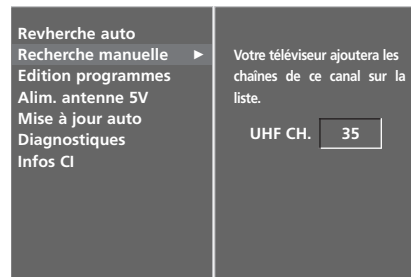 Revherche auto
Recherche manuelle ►
Edition programmes
Alim. antenne 5V
Mise à jour auto
Diagnostiques
Infos CI
Votre téléviseur ajoutera les
chaînes de ce canal sur la
liste.
UHF CH. 35